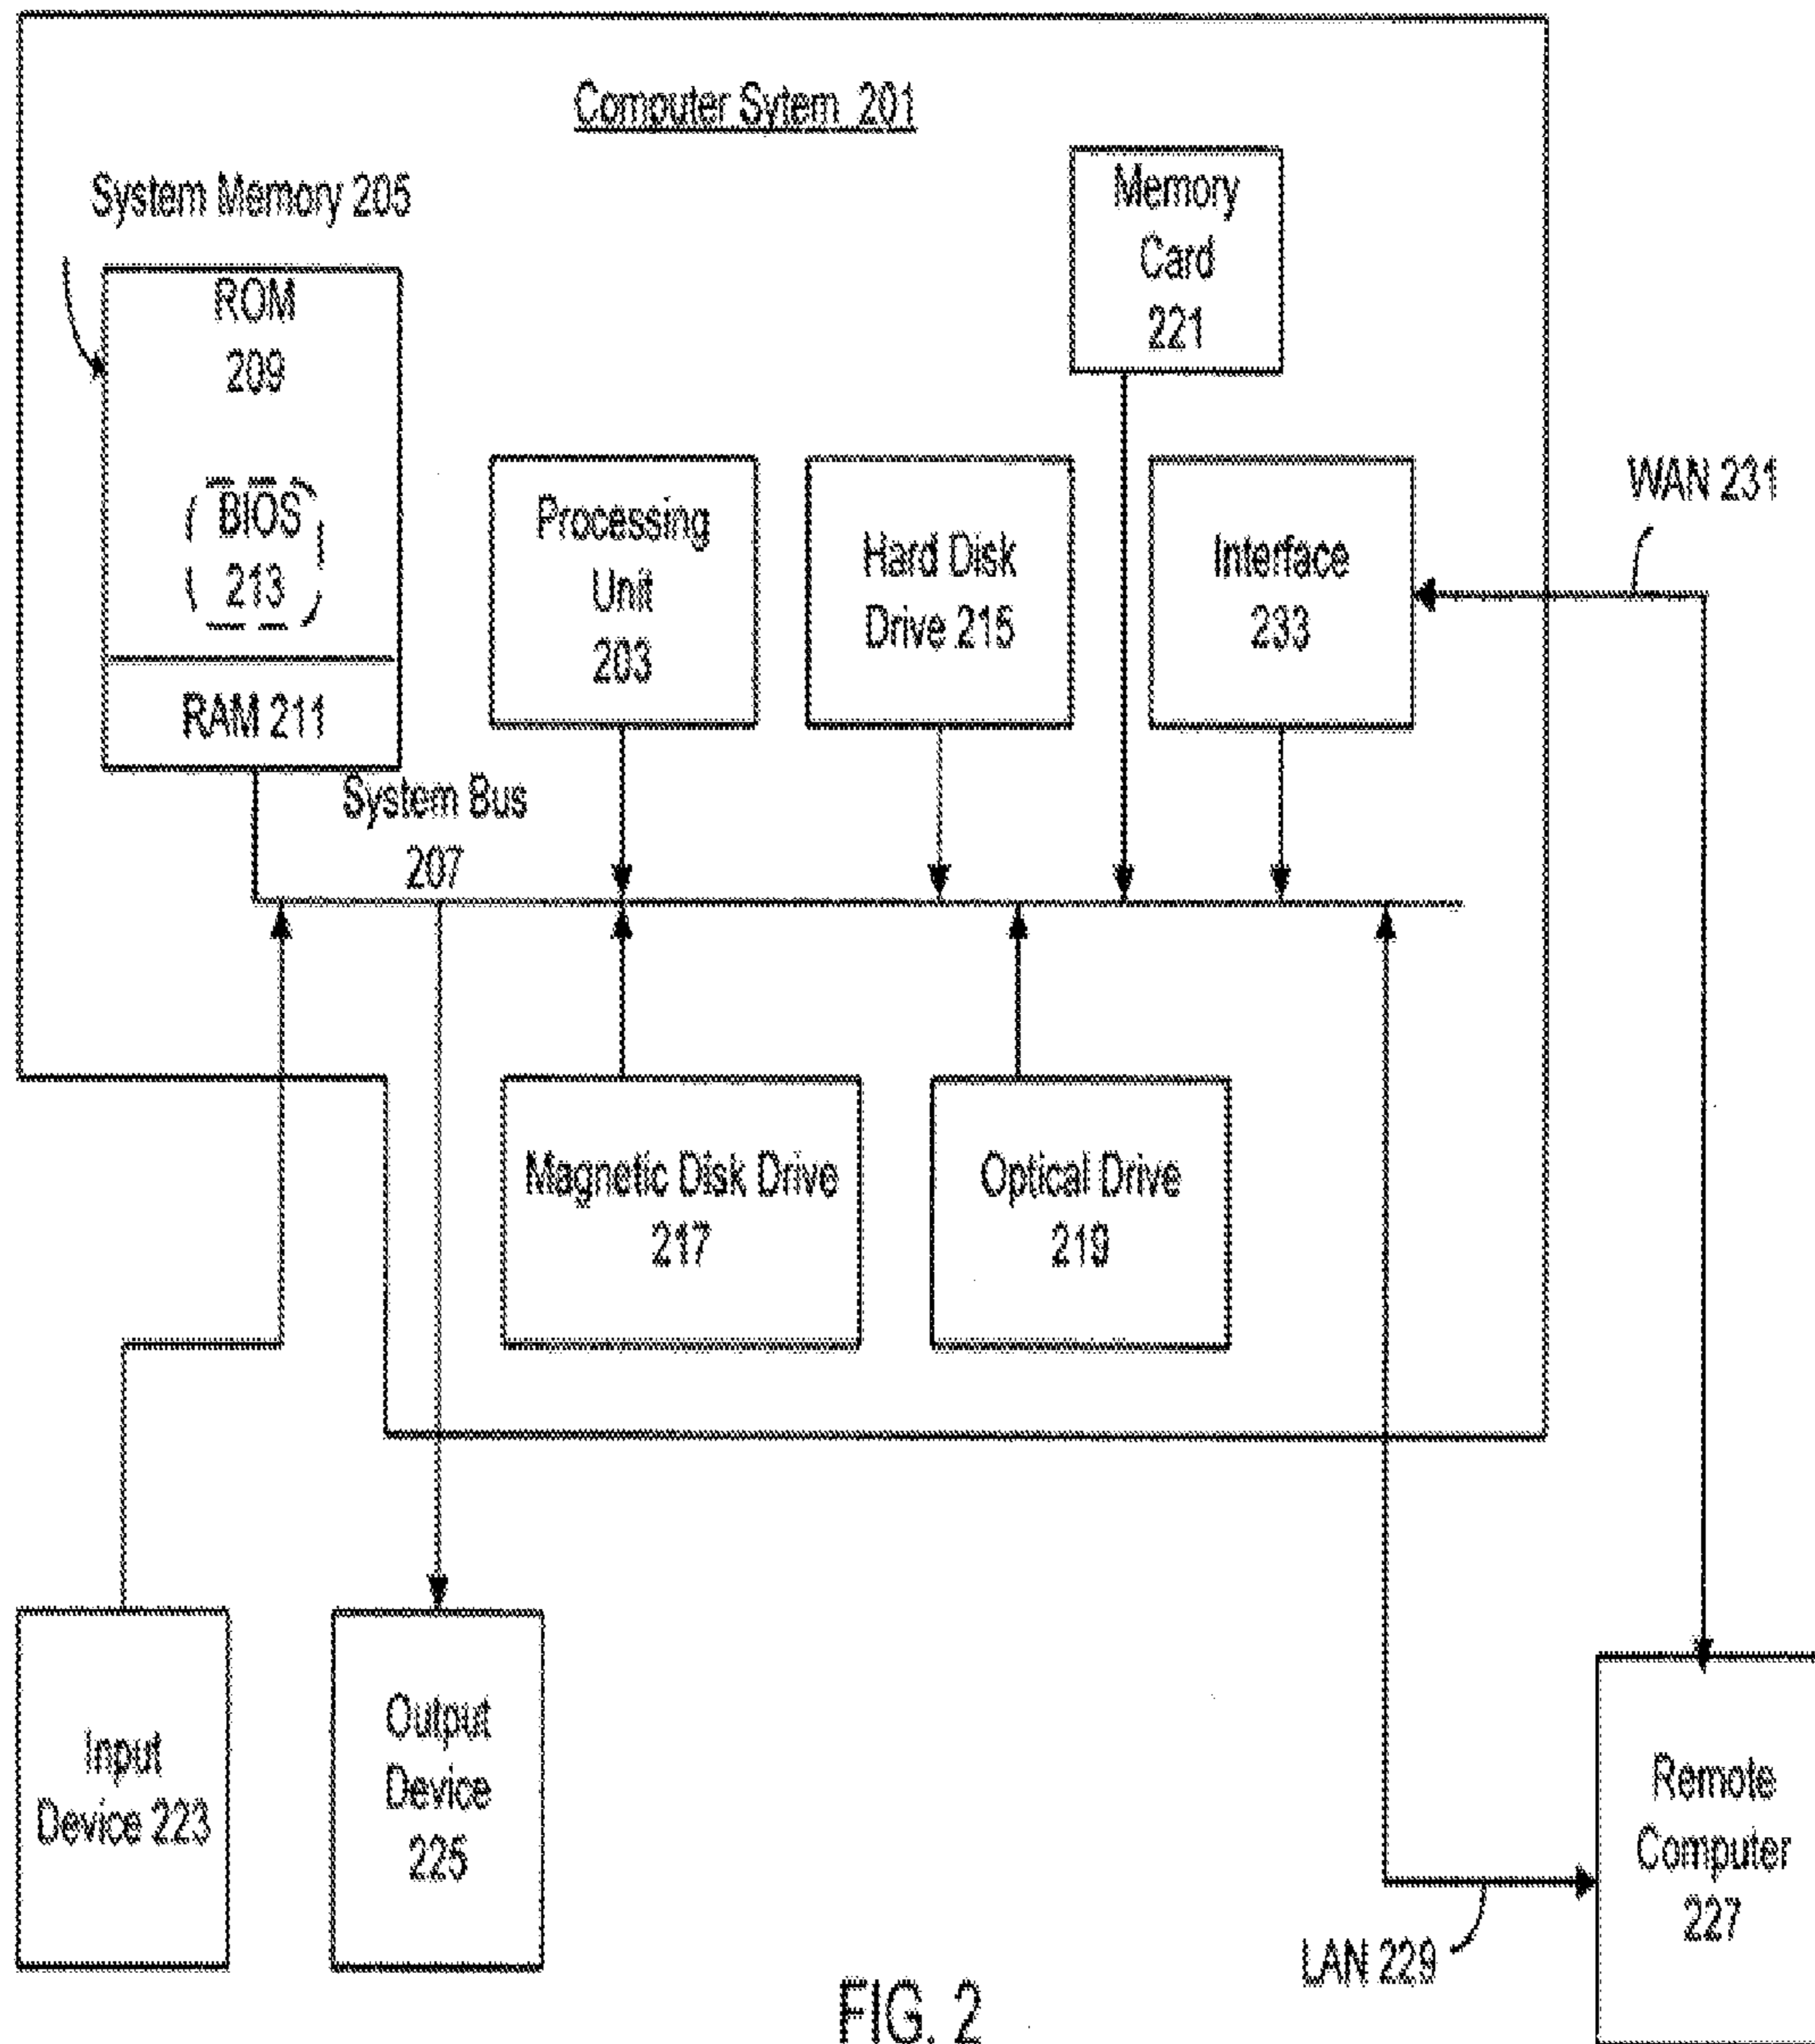 Computer Sytem 201
System Memory 205
ROM
209
BIOS
213
RAM 211
System Bus
207
Processing
Unit
203
Hard Disk
Drive 215
Memory
Card
221
Interface
233
WAN 231
Magnetic Disk Drive
217
Optical Drive
219
Input
Device 223
Output
Device
225
Remote
Computer
227
LAN 229
FIG. 2